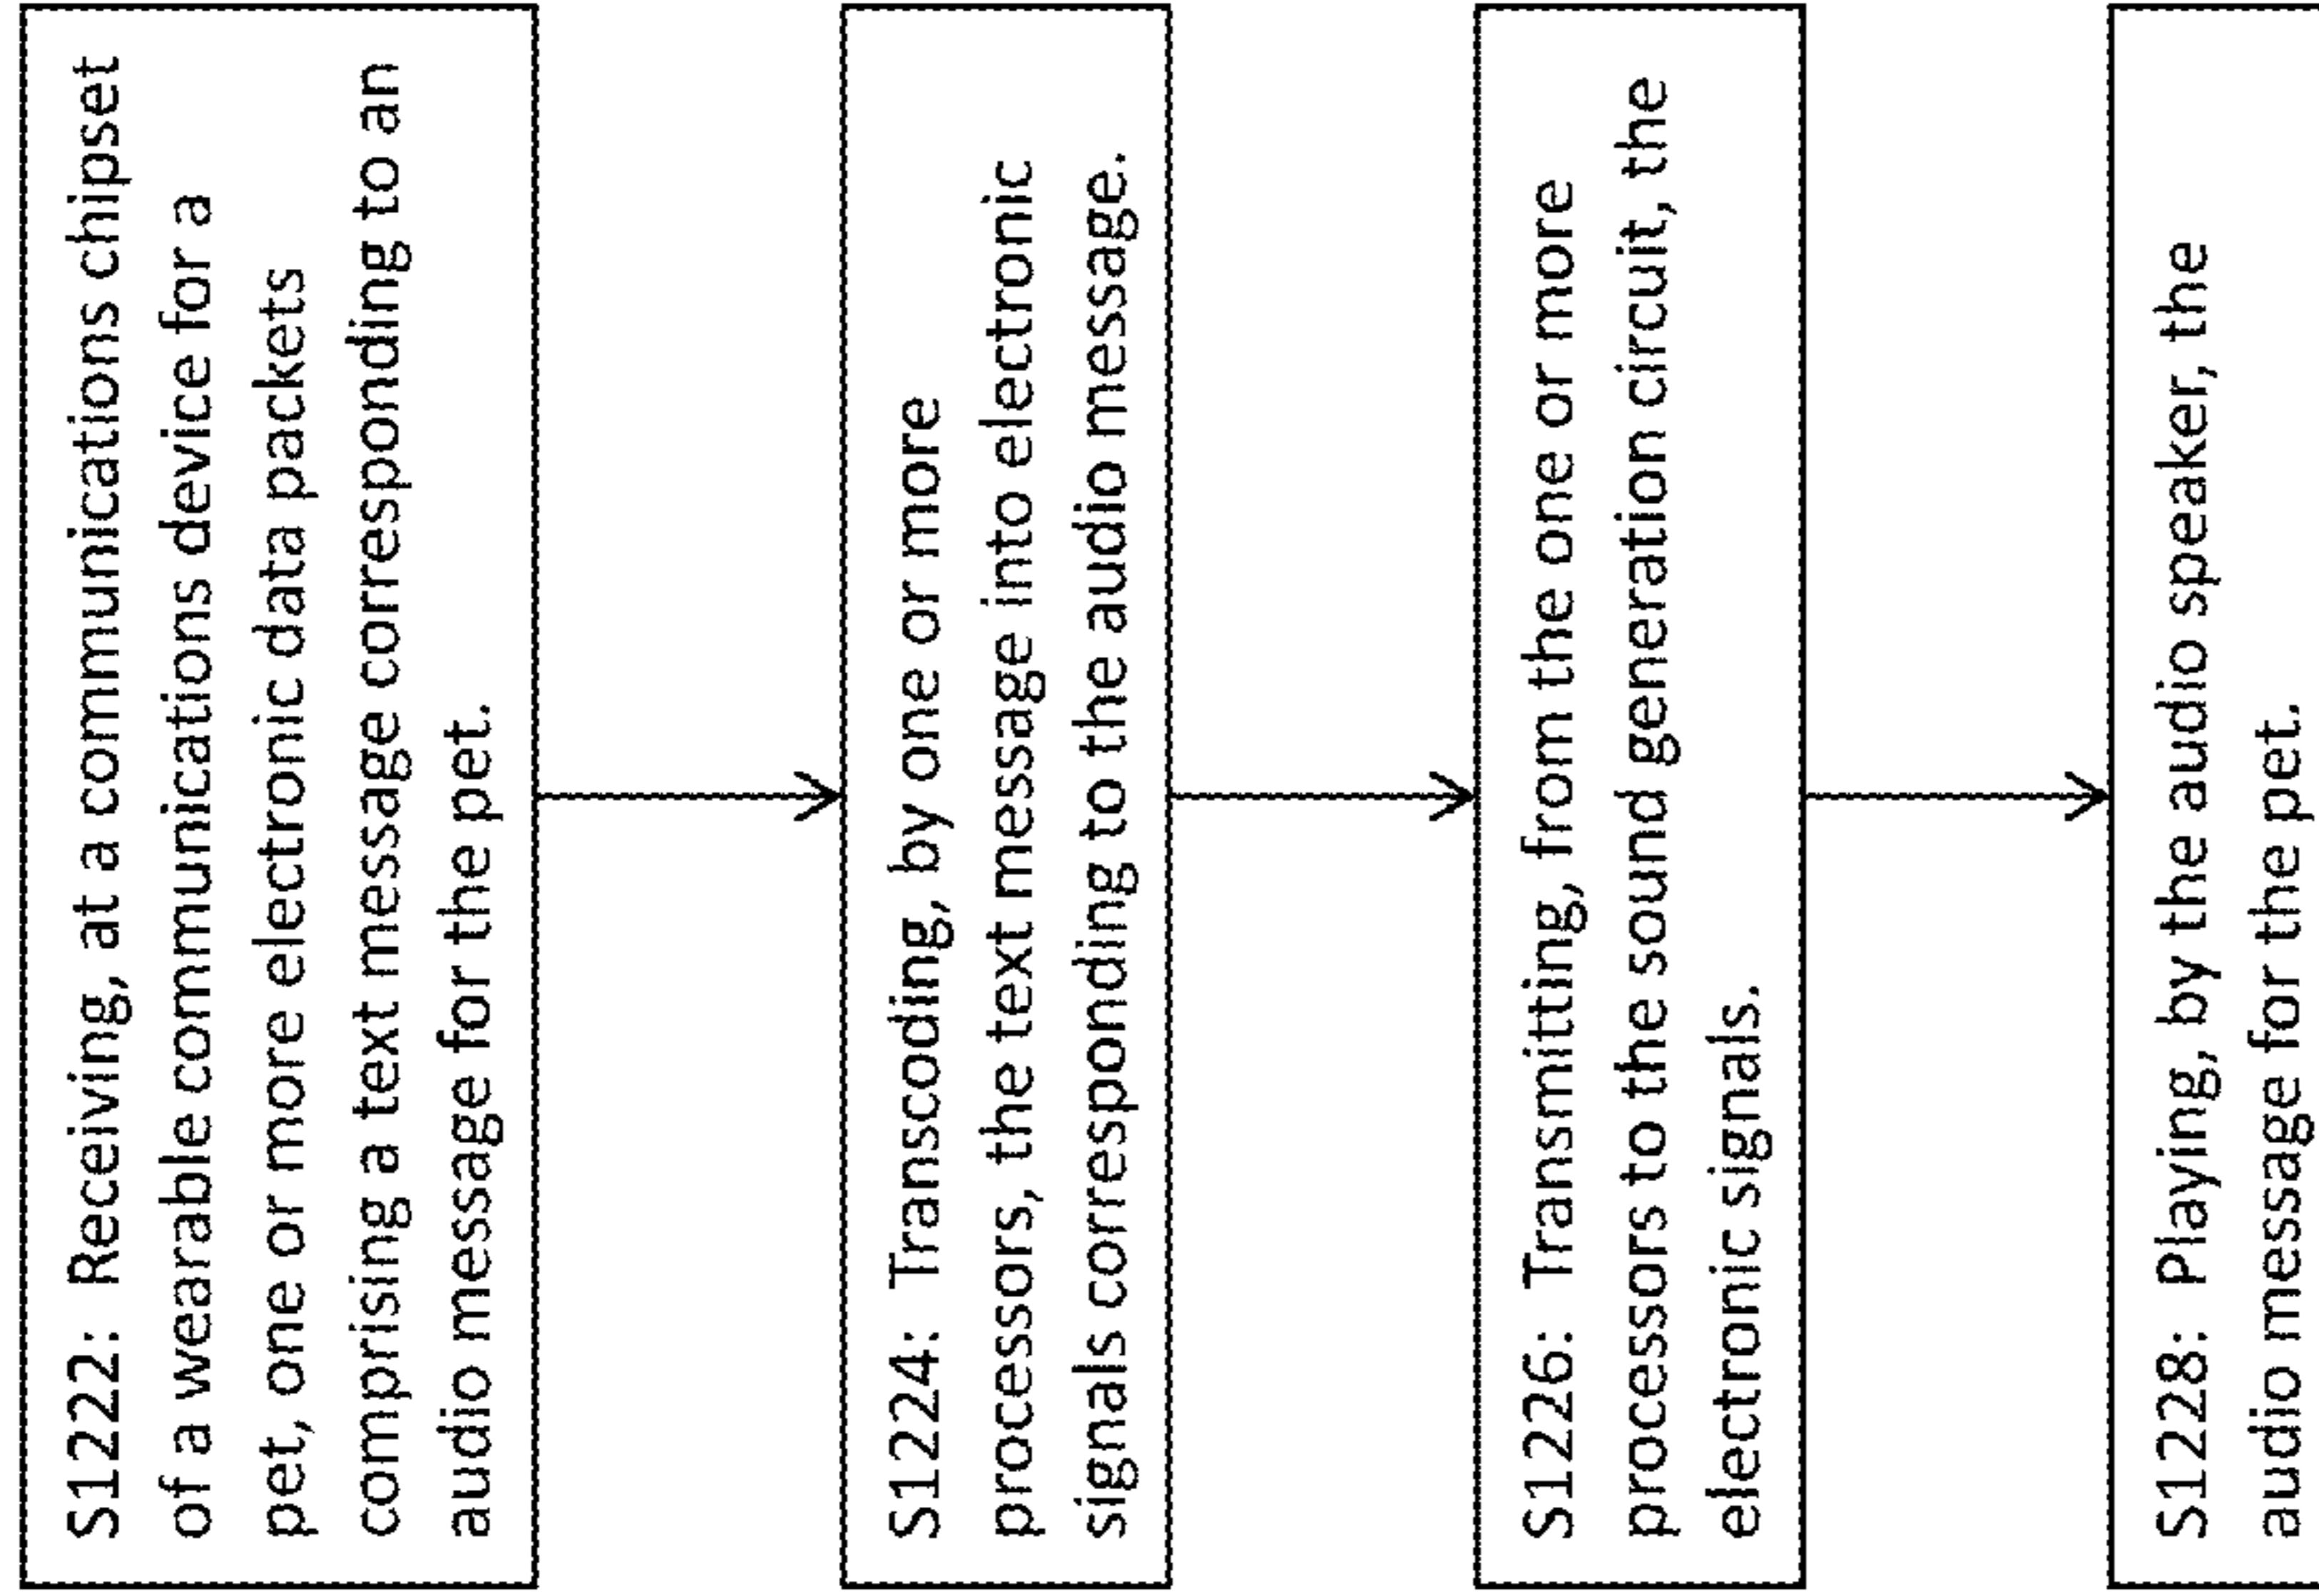 S1222: Receiving, at a communications chipset
of a wearable communications device for a
pet, one or more electronic data packets
comprising a text message corresponding to an
audio message for the pet.
S1224: Transcoding, by one or more
processors, the text message into electronic
signals corresponding to the audio message.
S1226: Transmitting, from the one or more
processors to the sound generation circuit, the
electronic signals.
S1228: Playing, by the audio speaker, the
audio message for the pet.